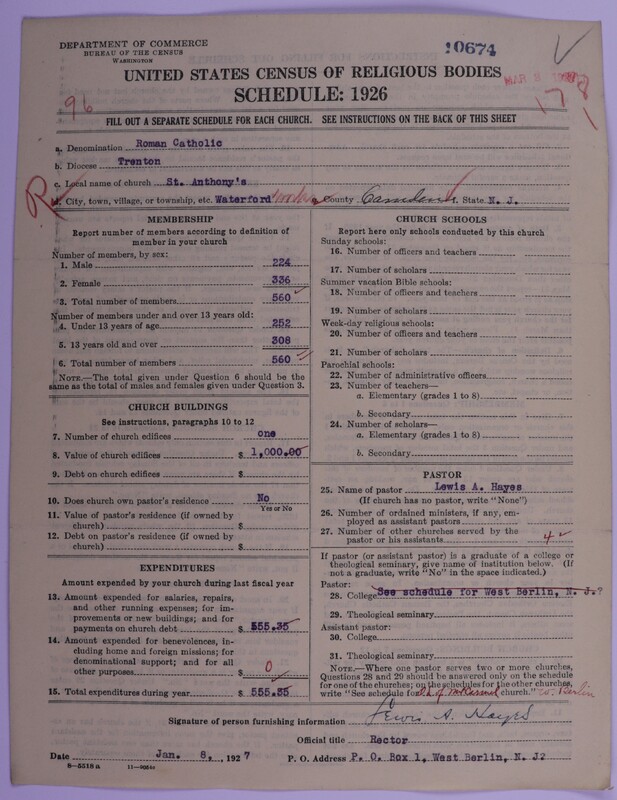 DEPARTMENT OF COMMERCE
BUREAU OF THE CENSUS
WASHINGTON
10674
MAR 8
17
96
UNITED STATES CENSUS OF RELIGIOUS BODIES
SCHEDULE: 1926
FILL OUT A SEPARATE SCHEDULE FOR EACH CHURCH. SEE INSTRUCTIONS ON THE BACK OF THIS SHEET
a. Denomination Roman Catholic
b. Diocese Trenton
c. Local name of church St. Anthony's
R
d. City, town, village, or township, etc. Waterford County Camden State N. J.
MEMBERSHIP
Report number of members according to definition of
member in your church
Number of members, by sex:
1. Male 224
2. Female 336
3. Total number of members 560
Number of members under and over 13 years old:
4. Under 13 years of age 252
5. 13 years old and over 308
6. Total number of members 560
NOTE.—The total given under Question 6 should be the
same as the total of males and females given under Question 3.
CHURCH BUILDINGS
See instructions, paragraphs 10 to 12
7. Number of church edifices one
8. Value of church edifices $ 1,000.00
9. Debt on church edifices $
10. Does church own pastor's residence No
Yes or No
11. Value of pastor's residence (if owned by
church) $
12. Debt on pastor's residence (if owned by
church) $
EXPENDITURES
Amount expended by your church during last fiscal year
13. Amount expended for salaries, repairs,
and other running expenses; for im-
provements or new buildings; and for
payments on church debt $ 555.35
14. Amount expended for benevolences, in-
cluding home and foreign missions; for
denominational support; and for all
other purposes $ 0
15. Total expenditures during year $ 555.35
CHURCH SCHOOLS
Report here only schools conducted by this church
Sunday schools:
16. Number of officers and teachers
17. Number of scholars
Summer vacation Bible schools:
18. Number of officers and teachers
19. Number of scholars
Week-day religious schools:
20. Number of officers and teachers
21. Number of scholars
Parochial schools:
22. Number of administrative officers
23. Number of teachers—
a. Elementary (grades 1 to 8)
b. Secondary
24. Number of scholars—
a. Elementary (grades 1 to 8)
b. Secondary
PASTOR
25. Name of pastor Lewis A. Hayes
(If church has no pastor, write "None")
26. Number of ordained ministers, if any, em-
ployed as assistant pastors
27. Number of other churches served by the
pastor or his assistants 4
If pastor (or assistant pastor) is a graduate of a college or
theological seminary, give name of institution below. (If
not a graduate, write "No" in the space indicated.)
Pastor:
28. College See schedule for West Berlin, N. J.?
29. Theological seminary
Assistant pastor:
30. College
31. Theological seminary
NOTE.—Where one pastor serves two or more churches,
Questions 28 and 29 should be answered only on the schedule
for one of the churches; on the schedules for the other churches,
write "See schedule for church." W. Berlin
Signature of person furnishing information Lewis A. Hayes
Official title Rector
Date Jan. 8, 1927 P. O. Address P. O. Box 1, West Berlin, N. J?
8—5518 a